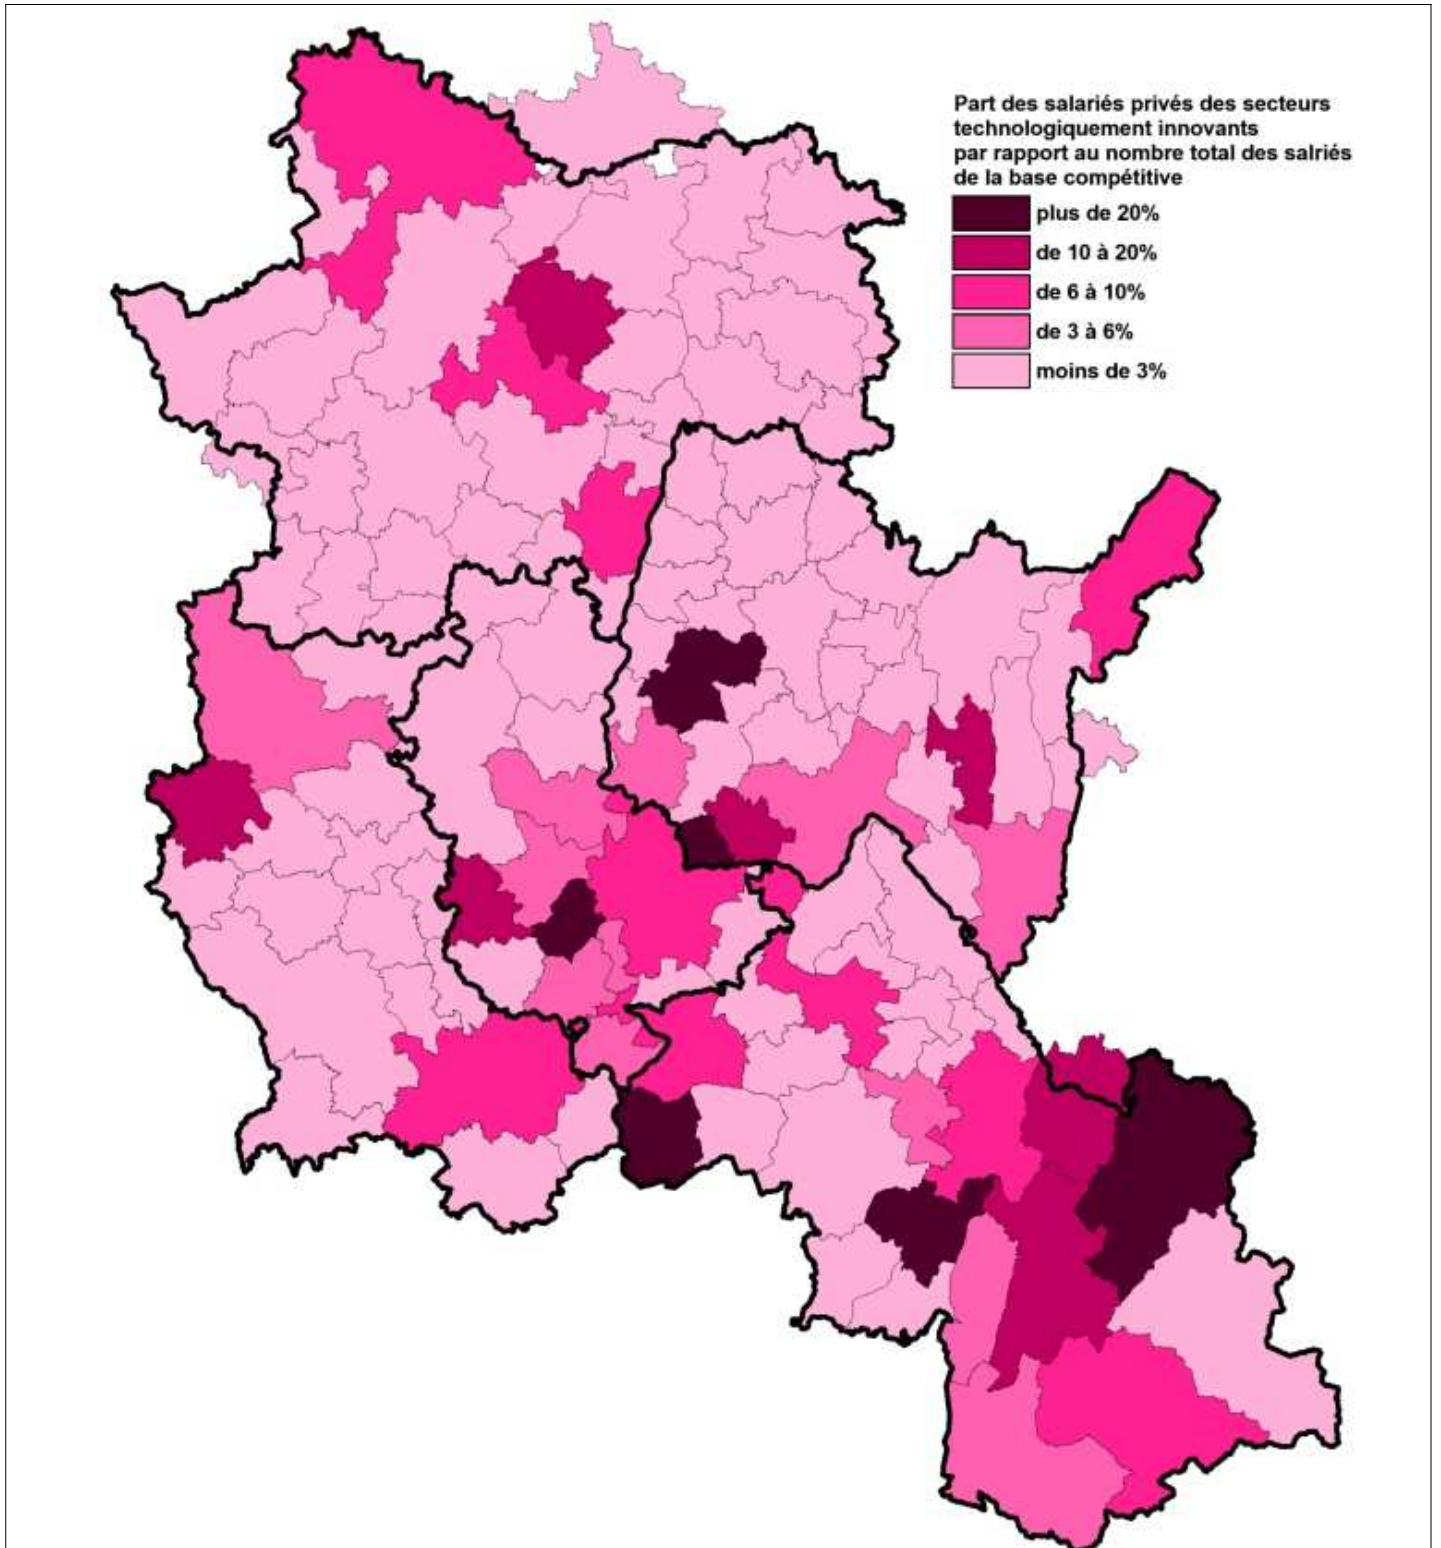 Part des salariés privés des secteurs
technologiquement innovants
par rapport au nombre total des salriés
de la base compétitive
plus de 20%
de 10 à 20%
de 6 à 10%
de 3 à 6%
moins de 3%